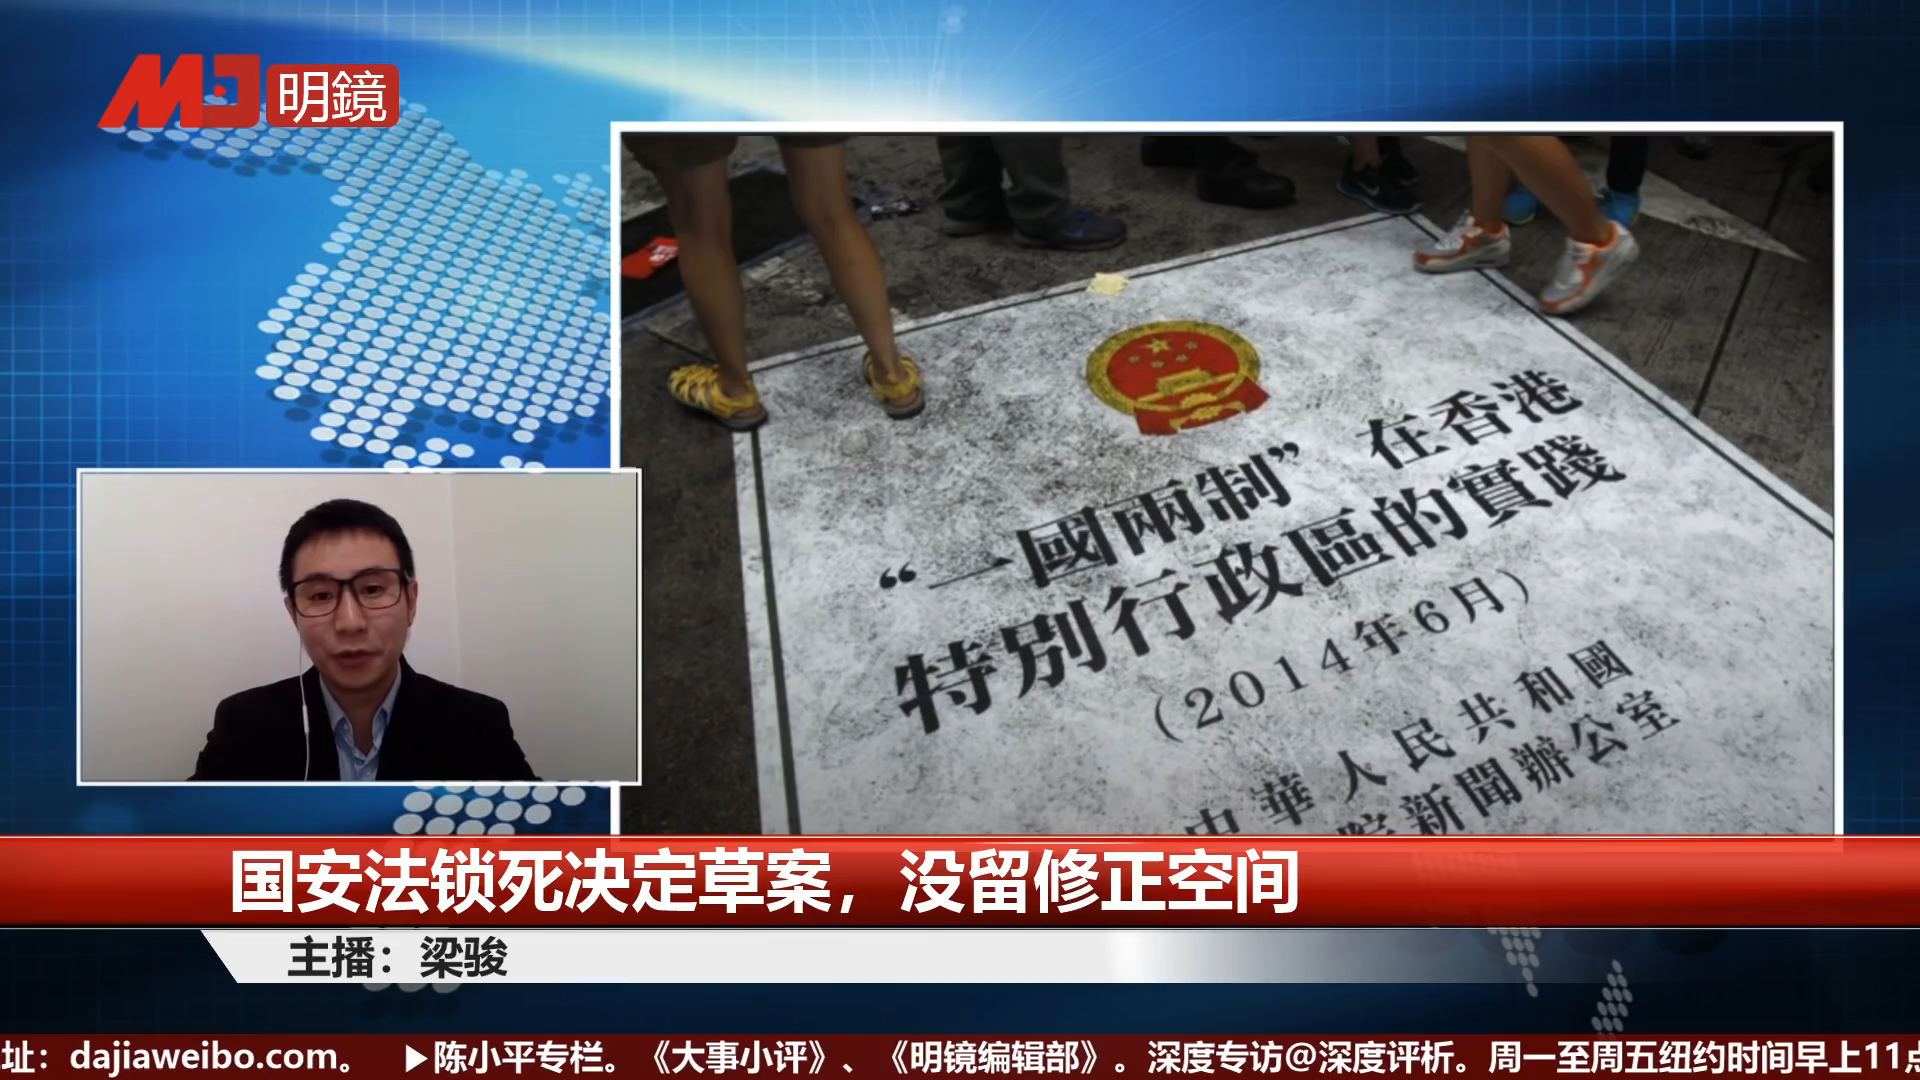 MJ 明鏡
“一國兩制”在香港
特別行政區的實踐
（2014年6月）
中華人民共和國
院新聞辦公室
国安法锁死决定草案，没留修正空间
主播：梁骏
址：dajiaweibo.com。 ▶陈小平专栏。《大事小评》、《明镜编辑部》。深度专访@深度评析。周一至周五纽约时间早上11点